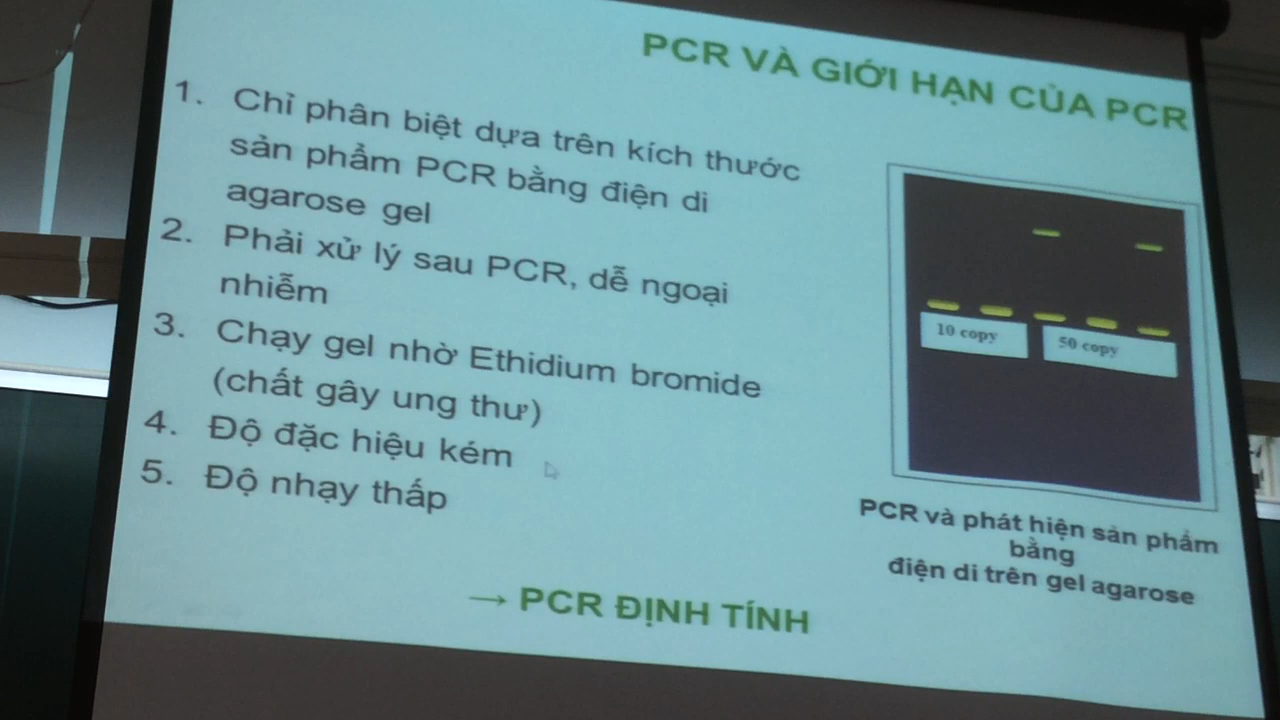 PCR VÀ GIỚI HẠN CỦA PCR
1. Chỉ phân biệt dựa trên kích thước
sản phẩm PCR bằng điện di
agarose gel
2. Phải xử lý sau PCR, dễ ngoại
nhiễm
3. Chạy gel nhờ Ethidium bromide
(chất gây ung thư)
4. Độ đặc hiệu kém
5. Độ nhạy thấp
→ PCR ĐỊNH TÍNH
10 copy
50 copy
PCR và phát hiện sản phẩm
bằng
điện di trên gel agarose